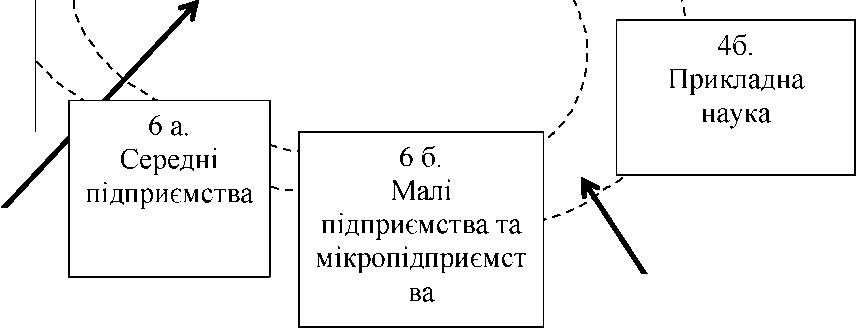 4б.
Прикладна
наука
6 а.
Середні
підприємства
6 б.
Малі
підприємства та
мікропідприємст
ва